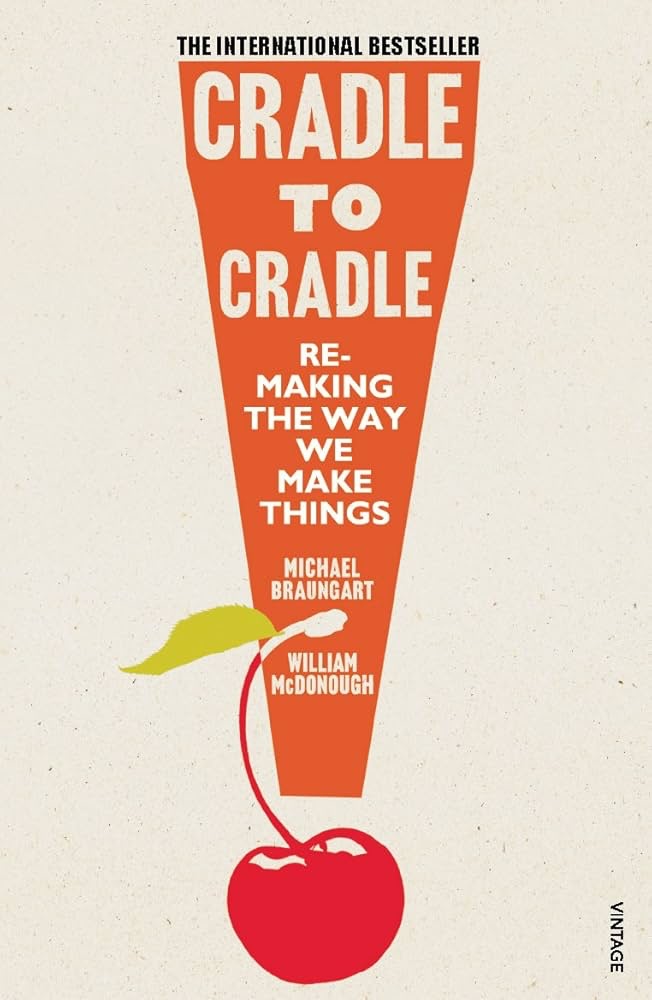 THE INTERNATIONAL BESTSELLER
CRADLE
TO
CRADLE
RE-
MAKING
THE WAY
WE
MAKE
THINGS
MICHAEL
BRAUNGART
WILLIAM
McDONOUGH
VINTAGE